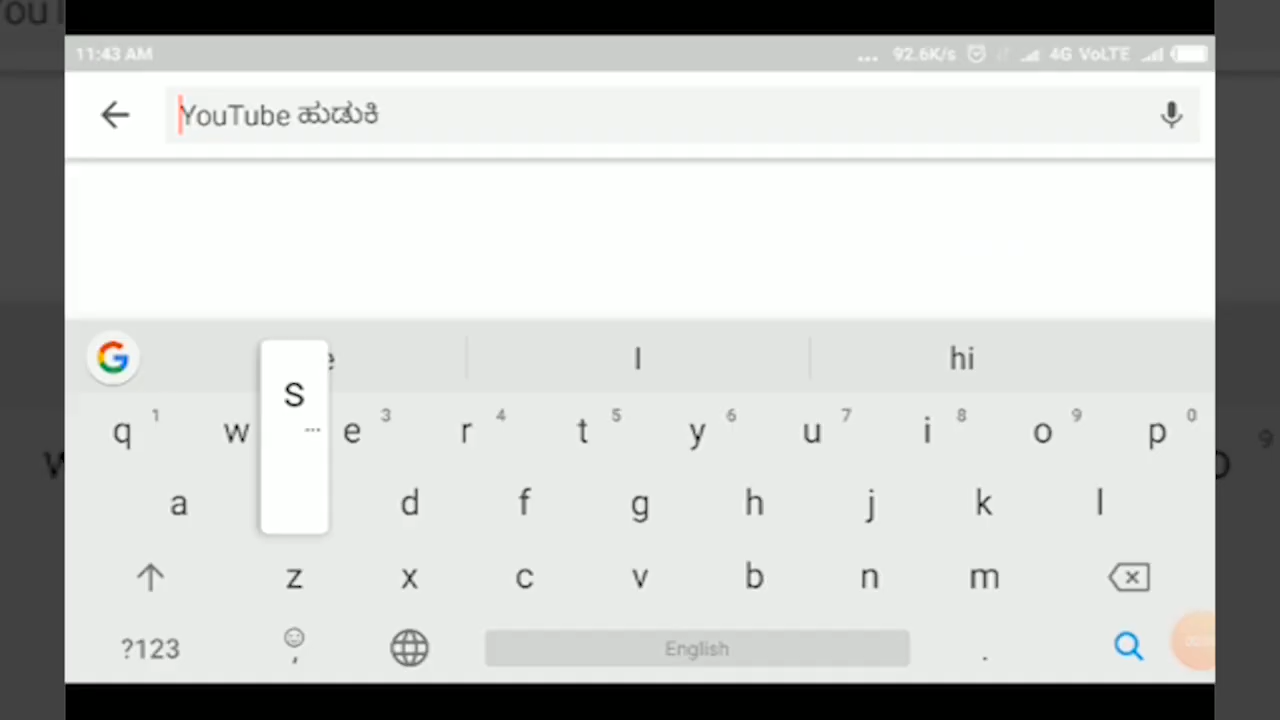 11:43 AM ... 92.6K/s 4G VoLTE
YouTube ಹುಡುಕಿ
I hi
q 1 w e 3 r 4 t 5 y 6 u 7 i 8 o 9 p 0
S
a d f g h j k l
z x c v b n m
?123 , English .